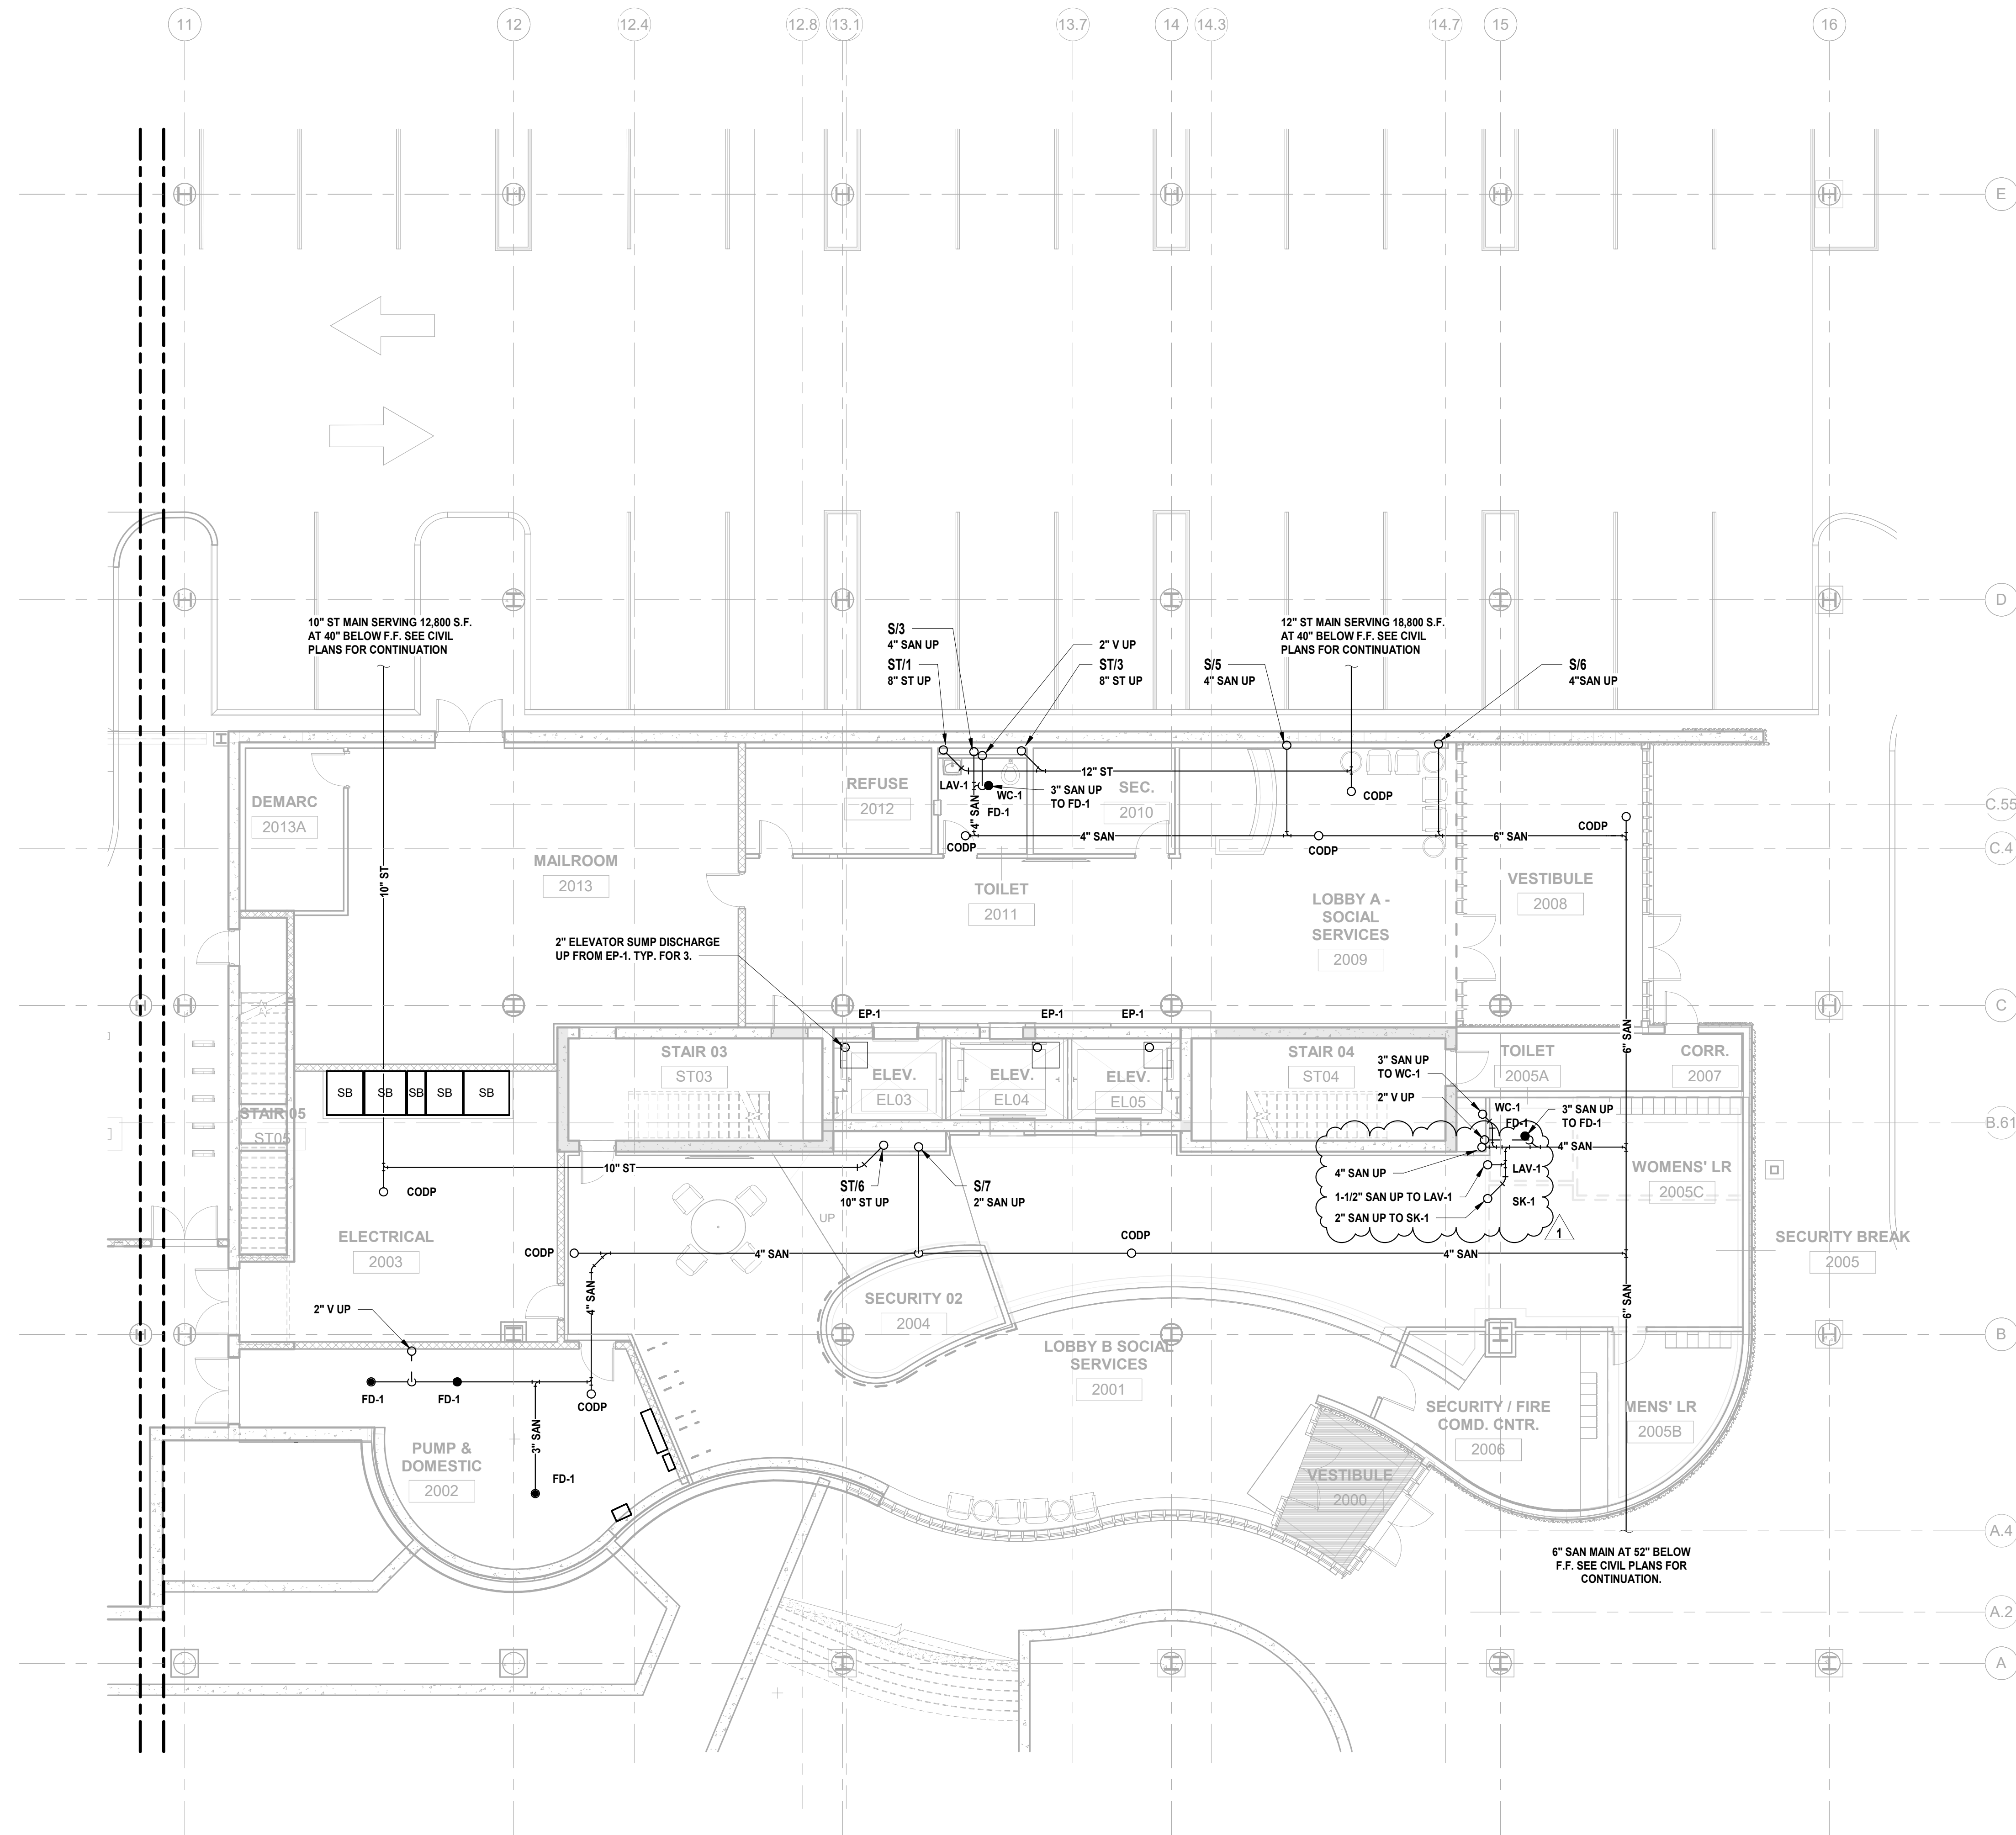 11
12
12.4
12.8
13.1
13.7
14
14.3
14.7
15
16
E
D
10" ST MAIN SERVING 12,800 S.F.
AT 40" BELOW F.F. SEE CIVIL
PLANS FOR CONTINUATION
S/3
4" SAN UP
ST/1
8" ST UP
2" V UP
ST/3
8" ST UP
12" ST MAIN SERVING 18,800 S.F.
AT 40" BELOW F.F. SEE CIVIL
PLANS FOR CONTINUATION
S/5
4" SAN UP
S/6
4"SAN UP
DEMARC
2013A
REFUSE
2012
LAV-1
WC-1
FD-1
4" SAN
3" SAN UP
TO FD-1
12" ST
SEC.
2010
CODP
C.55
CODP
4" SAN
CODP
6" SAN
CODP
C.4
10" ST
MAILROOM
2013
TOILET
2011
LOBBY A -
SOCIAL
SERVICES
2009
VESTIBULE
2008
2" ELEVATOR SUMP DISCHARGE
UP FROM EP-1. TYP. FOR 3.
EP-1
EP-1
EP-1
C
6" SAN
STAIR 03
ST03
ELEV.
EL03
ELEV.
EL04
ELEV.
EL05
STAIR 04
ST04
3" SAN UP
TO WC-1
2" V UP
TOILET
2005A
CORR.
2007
SB
SB
SB
SB
SB
STAIR 05
ST05
WC-1
FD-1
3" SAN UP
TO FD-1
B.61
4" SAN
10" ST
CODP
ST/6
10" ST UP
S/7
2" SAN UP
4" SAN UP
1-1/2" SAN UP TO LAV-1
2" SAN UP TO SK-1
LAV-1
SK-1
1
WOMENS' LR
2005C
UP
ELECTRICAL
2003
CODP
4" SAN
CODP
4" SAN
SECURITY BREAK
2005
4" SAN
6" SAN
2" V UP
SECURITY 02
2004
B
LOBBY B SOCIAL
SERVICES
2001
FD-1
FD-1
CODP
3" SAN
FD-1
PUMP &
DOMESTIC
2002
SECURITY / FIRE
COMD. CNTR.
2006
MENS' LR
2005B
VESTIBULE
2000
A.4
6" SAN MAIN AT 52" BELOW
F.F. SEE CIVIL PLANS FOR
CONTINUATION.
A.2
A